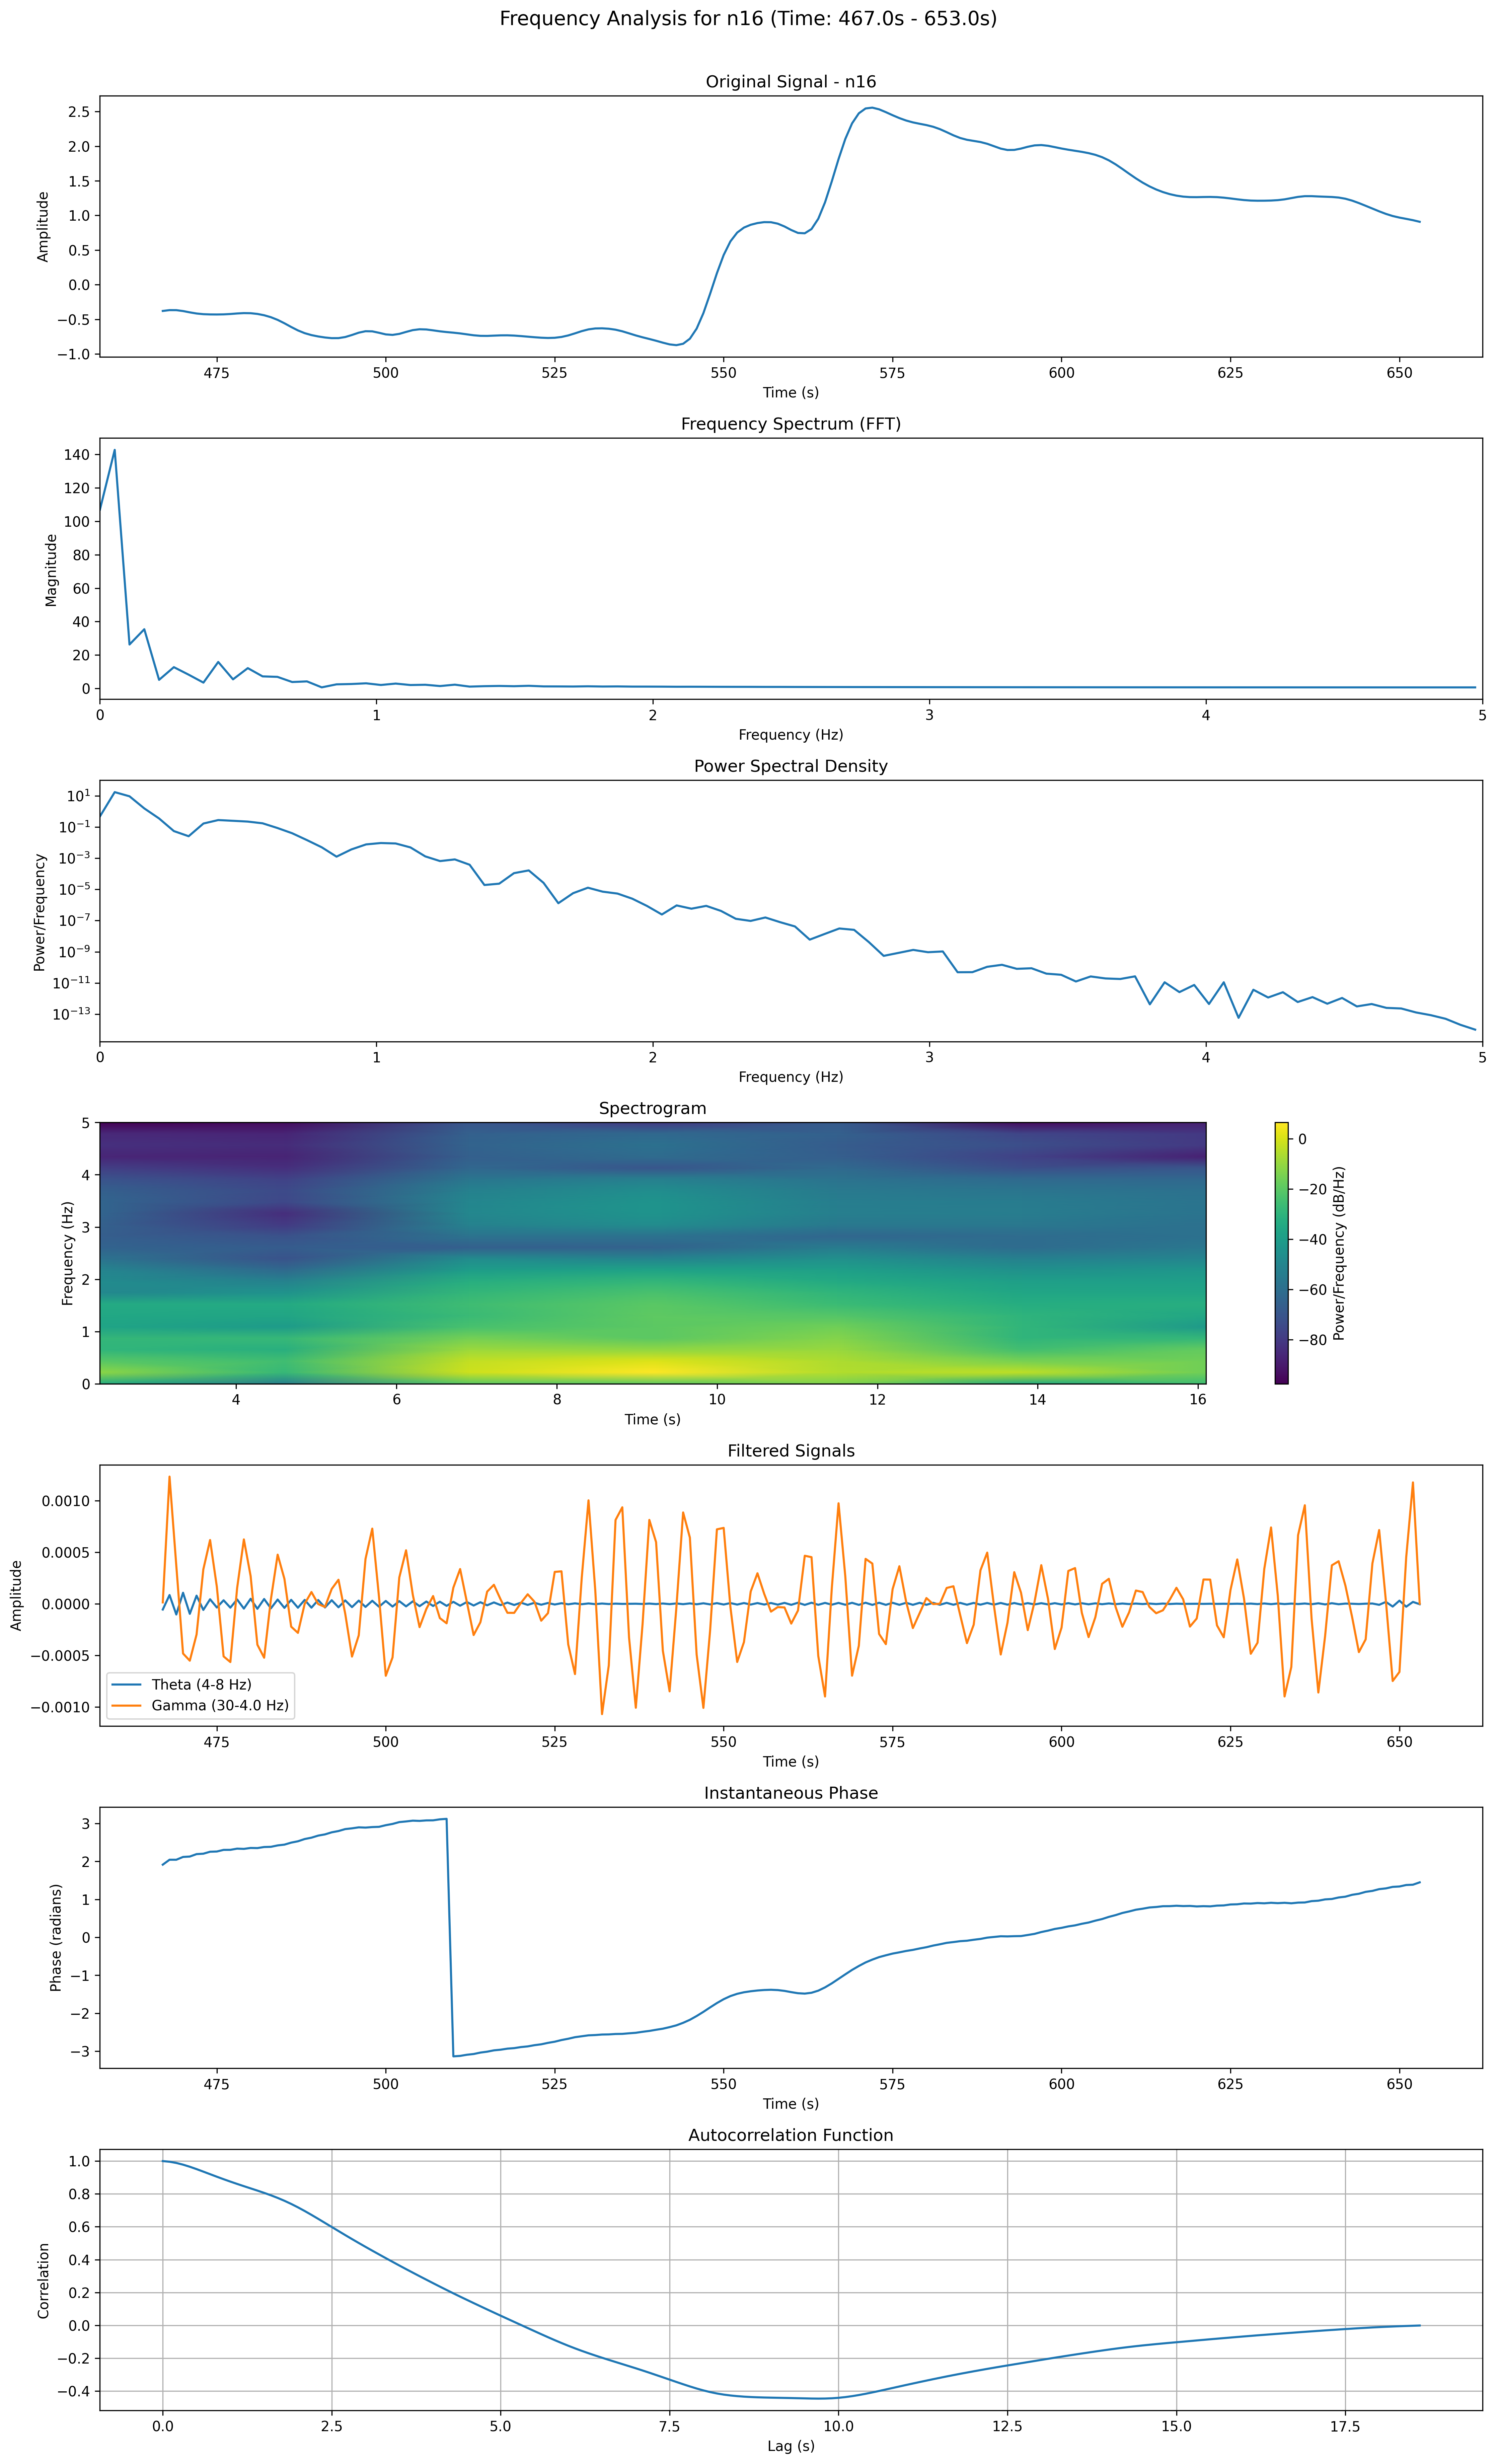 Frequency Analysis for n16 (Time: 467.0s - 653.0s)
Original Signal - n16
Amplitude
2.5
2.0
1.5
1.0
0.5
0.0
−0.5
−1.0
475 500 525 550 575 600 625 650
Time (s)
Frequency Spectrum (FFT)
Magnitude
140
120
100
80
60
40
20
0
0 1 2 3 4 5
Frequency (Hz)
Power Spectral Density
Power/Frequency
10¹
10⁻¹
10⁻³
10⁻⁵
10⁻⁷
10⁻⁹
10⁻¹¹
10⁻¹³
0 1 2 3 4 5
Frequency (Hz)
Spectrogram
Frequency (Hz)
5
4
3
2
1
0
4 6 8 10 12 14 16
Time (s)
0
−20
−40
−60
−80
Power/Frequency (dB/Hz)
Filtered Signals
Amplitude
0.0010
0.0005
0.0000
−0.0005
−0.0010
Theta (4-8 Hz)
Gamma (30-4.0 Hz)
475 500 525 550 575 600 625 650
Time (s)
Instantaneous Phase
Phase (radians)
3
2
1
0
−1
−2
−3
475 500 525 550 575 600 625 650
Time (s)
Autocorrelation Function
Correlation
1.0
0.8
0.6
0.4
0.2
0.0
−0.2
−0.4
0.0 2.5 5.0 7.5 10.0 12.5 15.0 17.5
Lag (s)